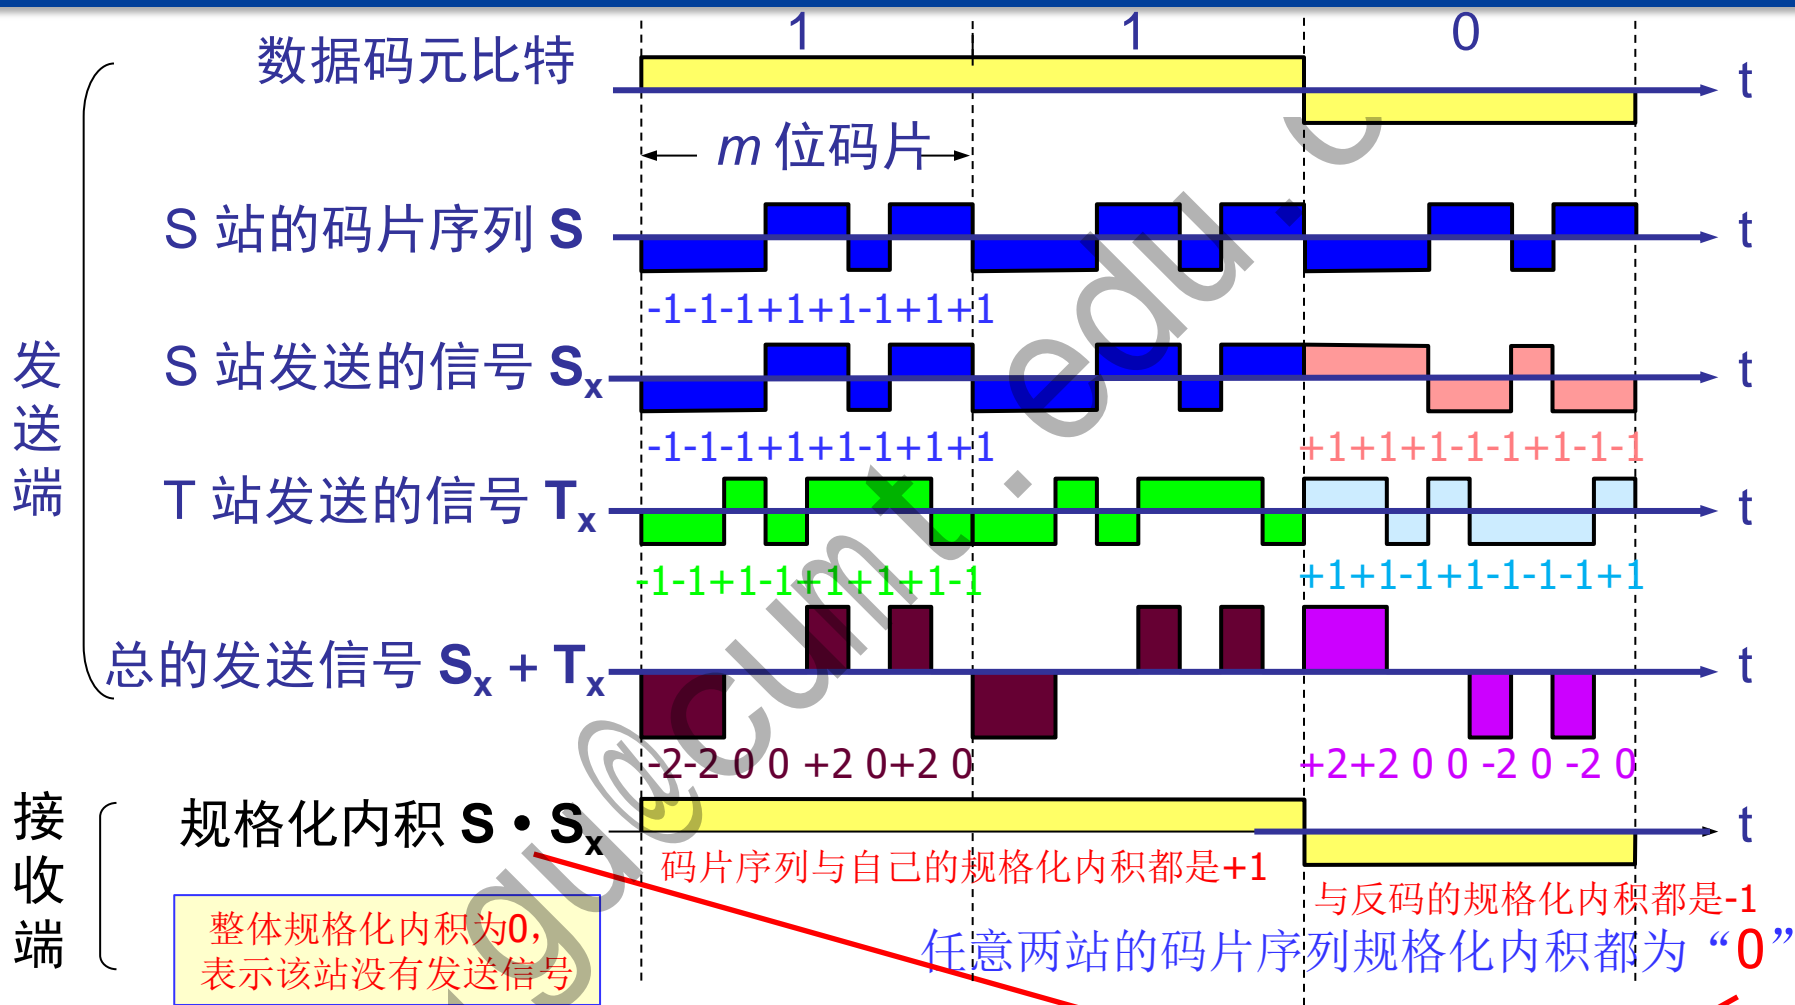 1 1 0
数据码元比特 t
m 位码片
S 站的码片序列 S t
-1-1-1+1+1-1+1+1
S 站发送的信号 Sx t
-1-1-1+1+1-1+1+1 +1+1+1-1-1+1-1-1
T 站发送的信号 Tx t
-1-1+1-1+1+1+1-1 +1+1-1+1-1-1-1+1
总的发送信号 Sx + Tx t
-2-2 0 0 +2 0+2 0 +2+2 0 0 -2 0 -2 0
规格化内积 S • Sx t
码片序列与自己的规格化内积都是+1
与反码的规格化内积都是-1
任意两站的码片序列规格化内积都为“0”
整体规格化内积为0，
表示该站没有发送信号
发送端
接收端
gu@cumt.edu.c